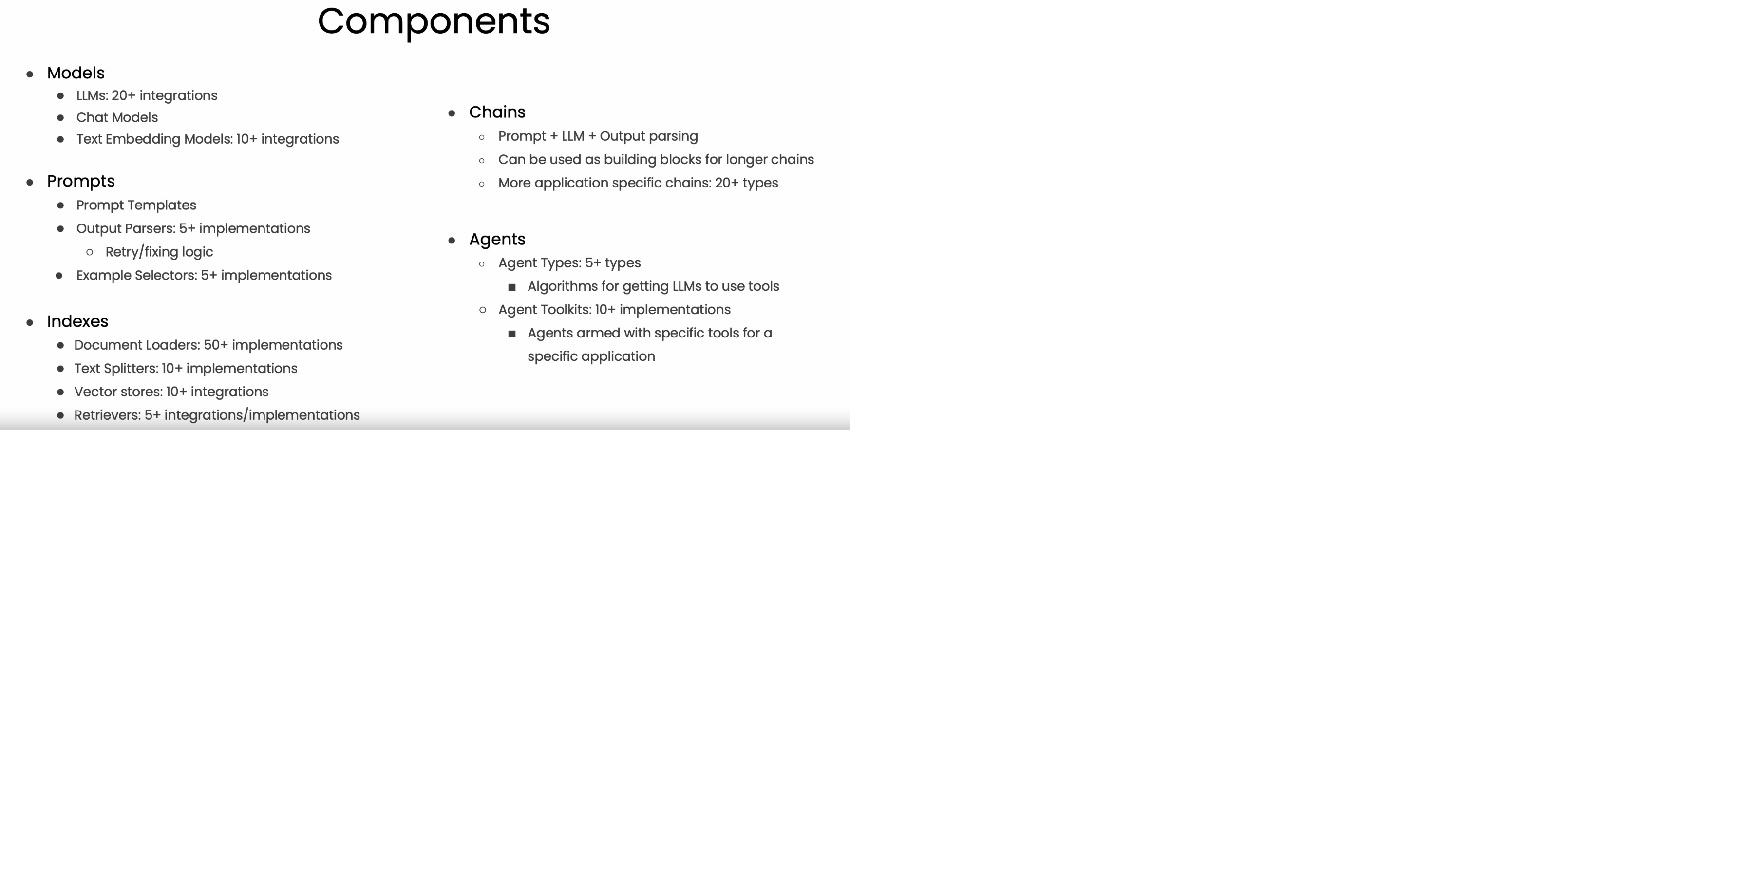 Components
Models
LLMs: 20+ integrations
Chat Models
Text Embedding Models: 10+ integrations
Prompts
Prompt Templates
Output Parsers: 5+ implementations
Retry/fixing logic
Example Selectors: 5+ implementations
Indexes
Document Loaders: 50+ implementations
Text Splitters: 10+ implementations
Vector stores: 10+ integrations
Retrievers: 5+ integrations/implementations
Chains
Prompt + LLM + Output parsing
Can be used as building blocks for longer chains
More application specific chains: 20+ types
Agents
Agent Types: 5+ types
Algorithms for getting LLMs to use tools
Agent Toolkits: 10+ implementations
Agents armed with specific tools for a
specific application